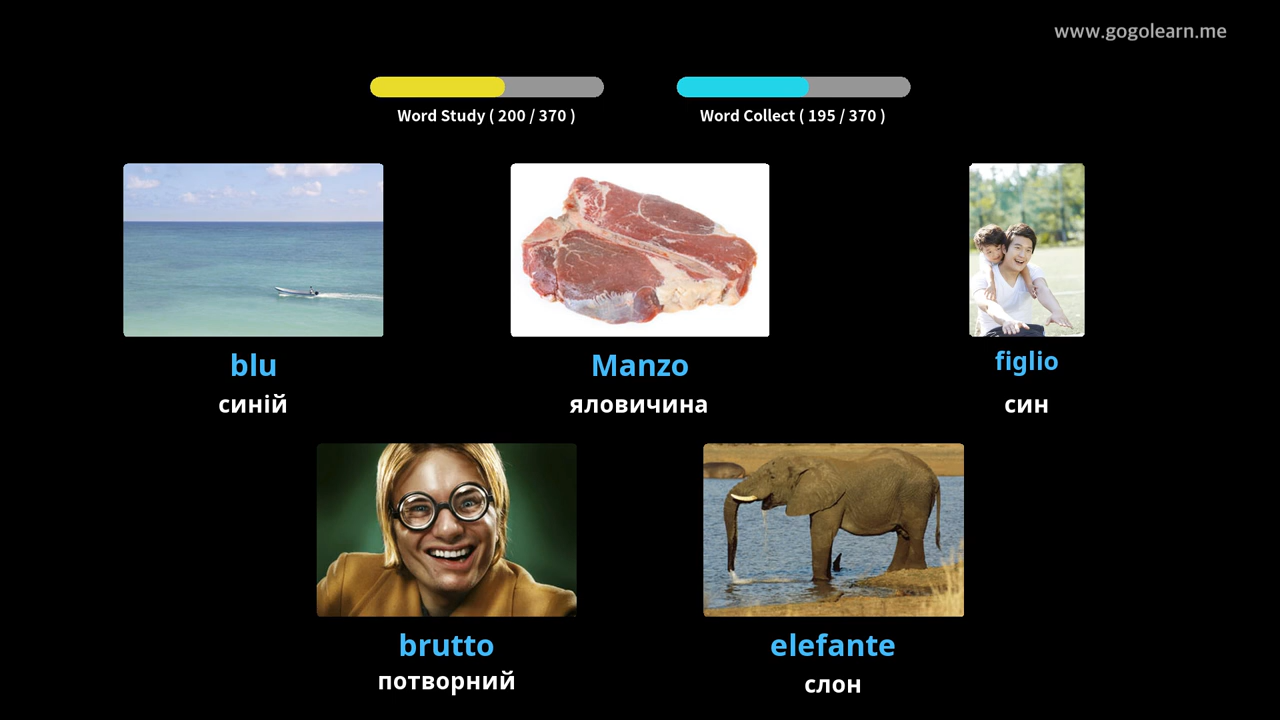 www.gogolearn.me
Word Study ( 200 / 370 )
Word Collect ( 195 / 370 )
blu
синій
Manzo
яловичина
figlio
син
brutto
потворний
elefante
слон